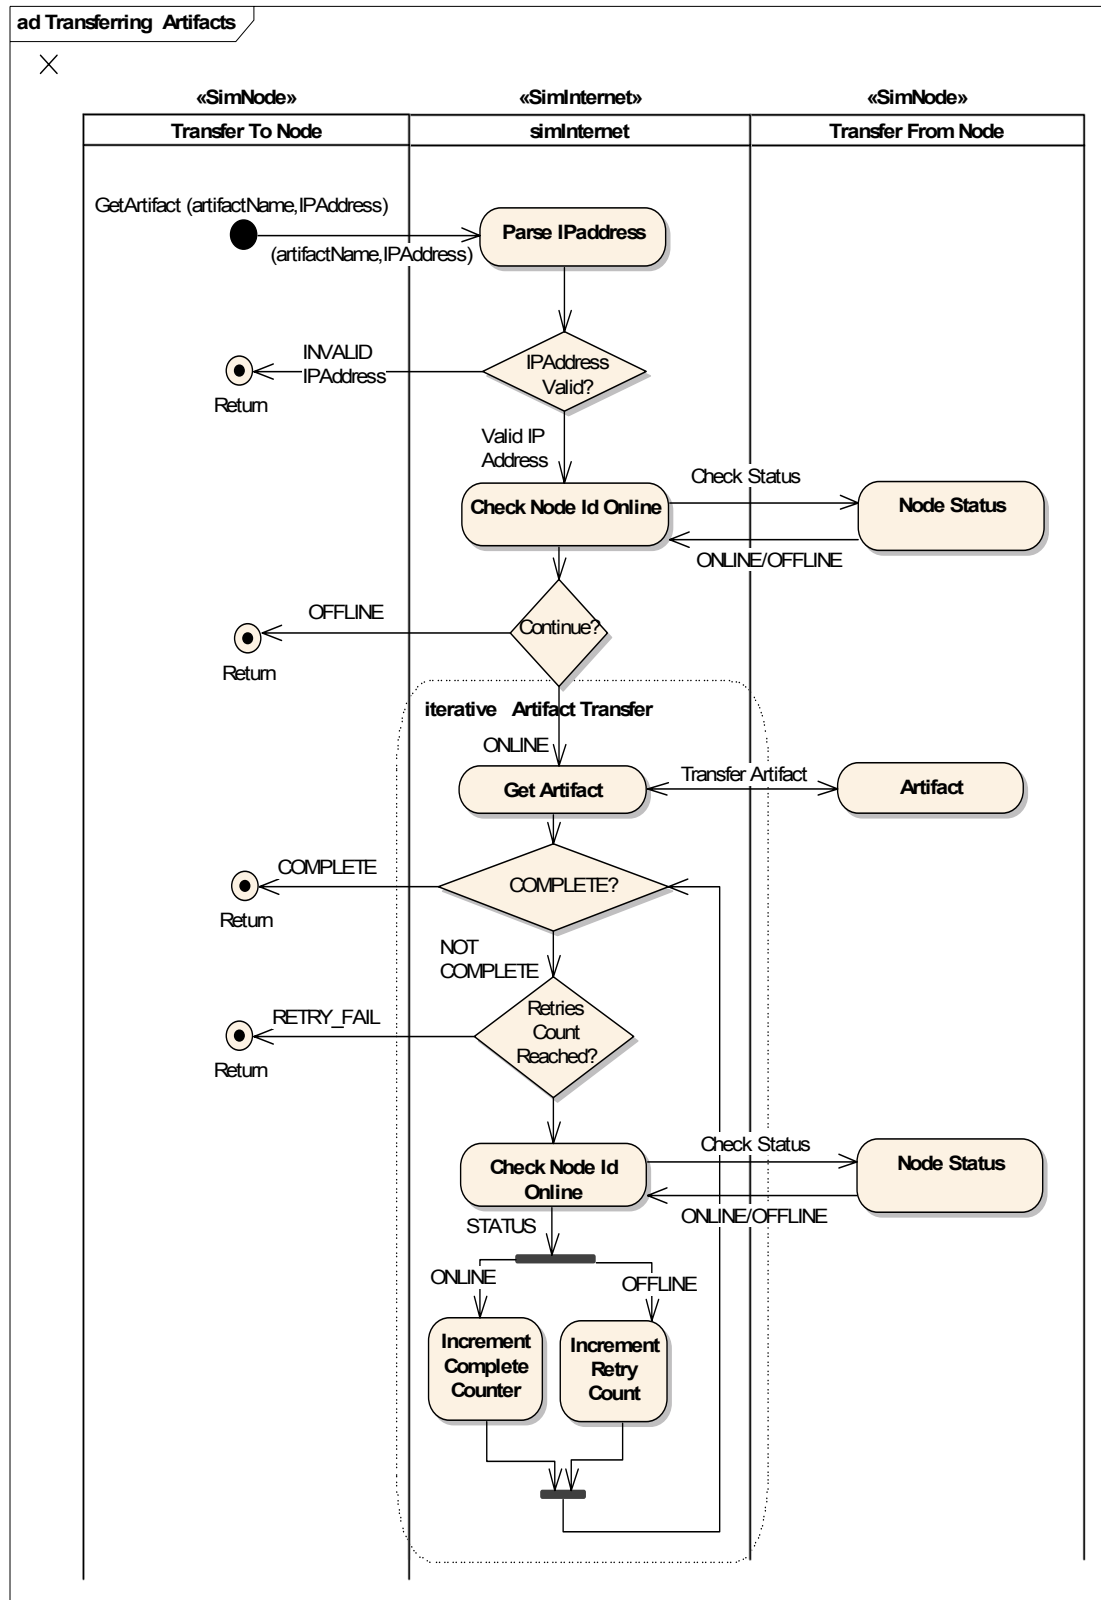 ad Transferring Artifacts
«SimNode»
«SimInternet»
«SimNode»
Transfer To Node
simInternet
Transfer From Node
GetArtifact (artifactName,IPAddress)
(artifactName,IPAddress)
Parse IPaddress
INVALID
IPAddress
Return
IPAddress
Valid?
Valid IP
Address
Check Node Id Online
Check Status
Node Status
ONLINE/OFFLINE
OFFLINE
Return
Continue?
iterative Artifact Transfer
ONLINE
Get Artifact
Transfer Artifact
Artifact
COMPLETE
Return
COMPLETE?
NOT
COMPLETE
RETRY_FAIL
Return
Retries
Count
Reached?
Check Node Id
Online
Check Status
Node Status
ONLINE/OFFLINE
STATUS
ONLINE
OFFLINE
Increment
Complete
Counter
Increment
Retry
Count